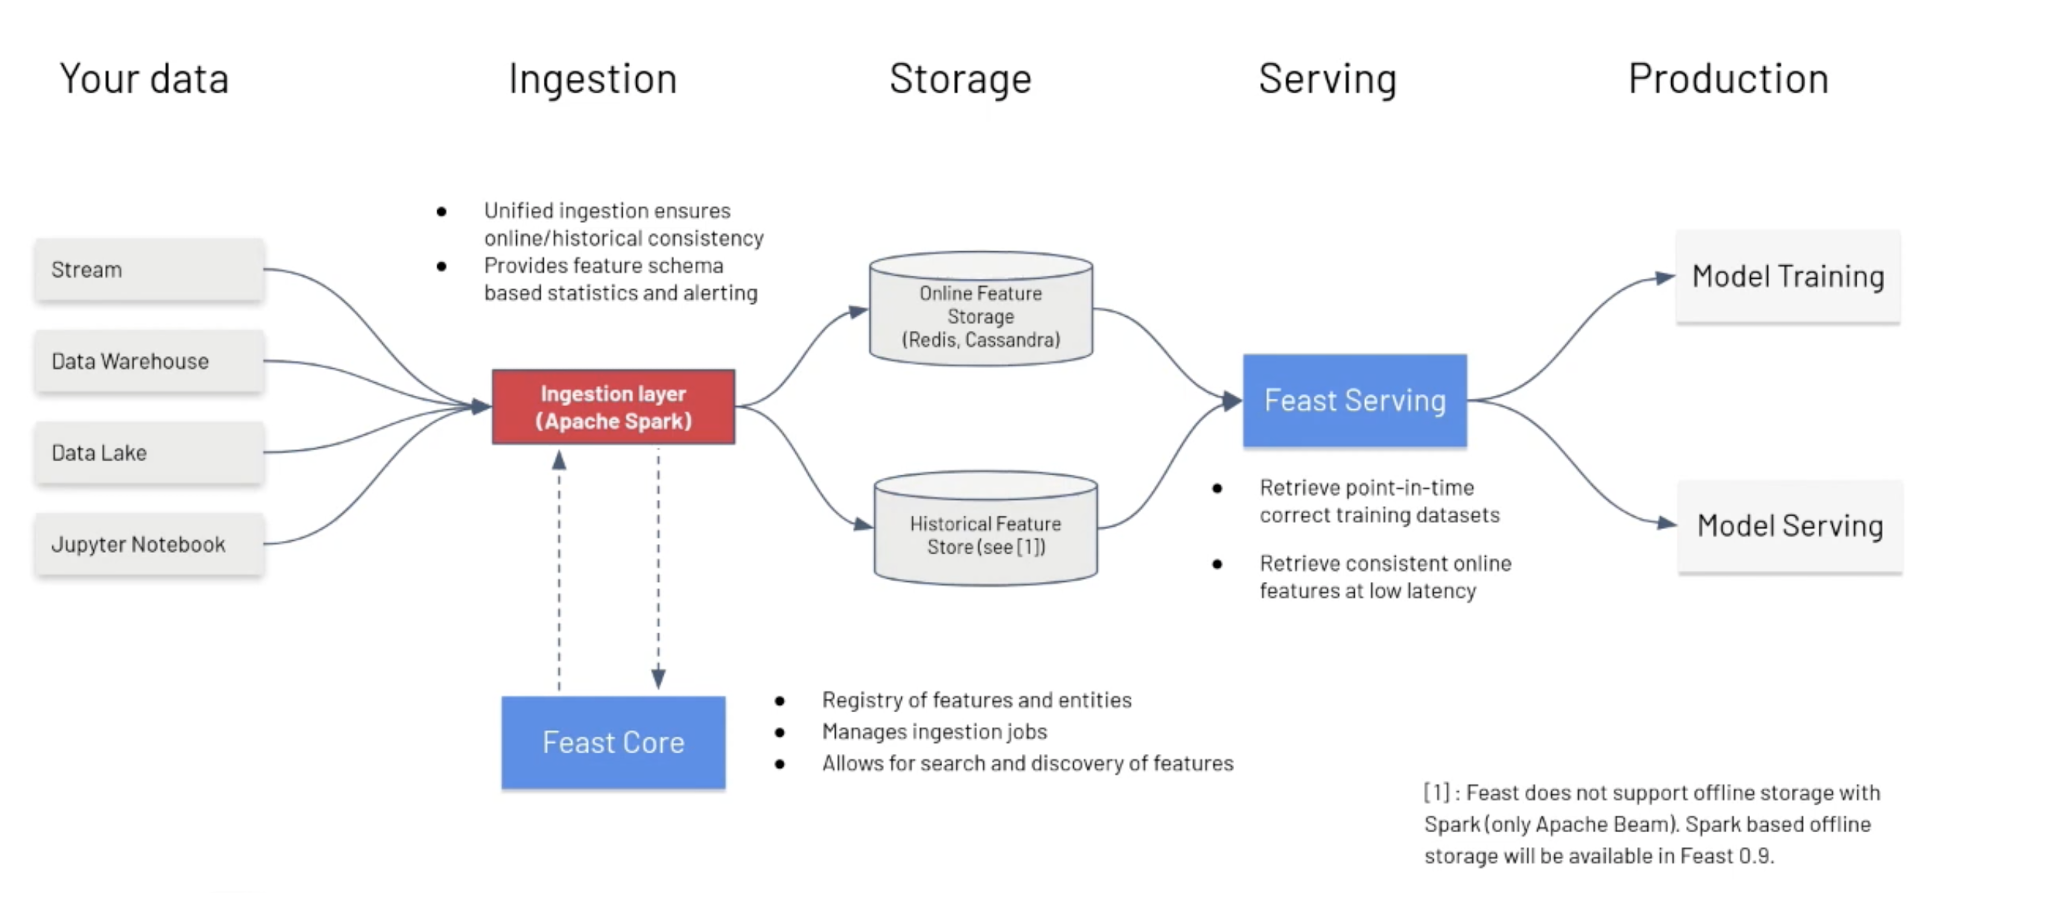 Your data
Ingestion
Storage
Serving
Production
Stream
Data Warehouse
Data Lake
Jupyter Notebook
● Unified ingestion ensures
online/historical consistency
● Provides feature schema
based statistics and alerting
Ingestion layer
(Apache Spark)
Feast Core
● Registry of features and entities
● Manages ingestion jobs
● Allows for search and discovery of features
Online Feature
Storage
(Redis, Cassandra)
Historical Feature
Store (see [1])
Feast Serving
● Retrieve point-in-time
correct training datasets
● Retrieve consistent online
features at low latency
Model Training
Model Serving
[1] : Feast does not support offline storage with
Spark (only Apache Beam). Spark based offline
storage will be available in Feast 0.9.